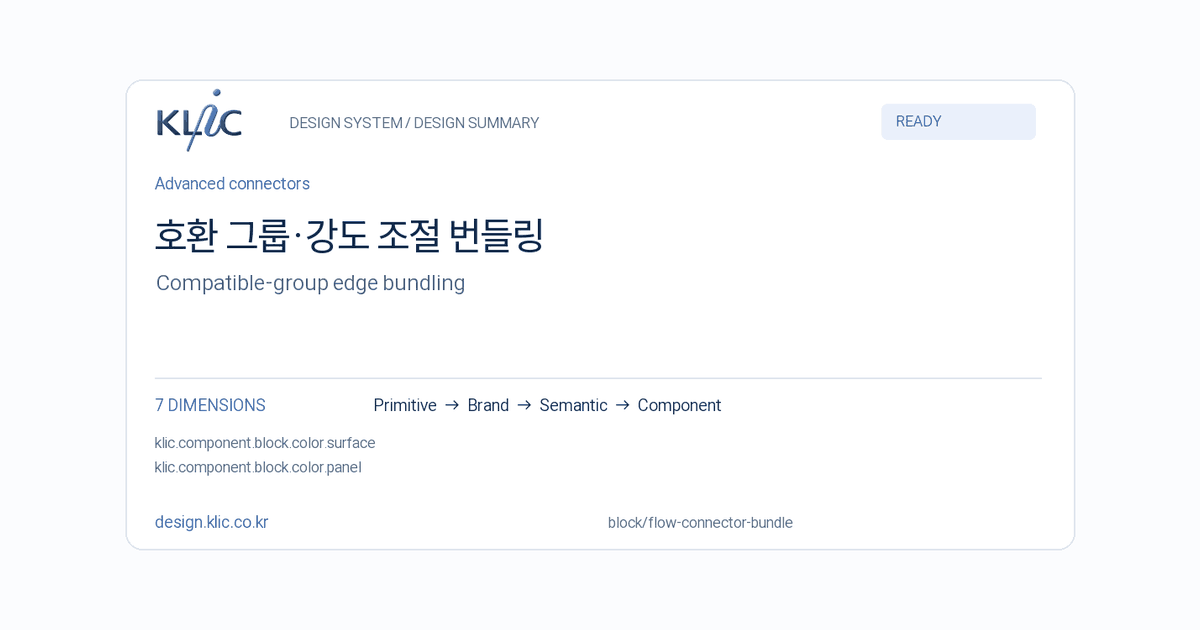 KLiC
DESIGN SYSTEM / DESIGN SUMMARY
READY
Advanced connectors
호환 그룹·강도 조절 번들링
Compatible-group edge bundling
7 DIMENSIONS
Primitive → Brand → Semantic → Component
klic.component.block.color.surface
klic.component.block.color.panel
design.klic.co.kr
block/flow-connector-bundle